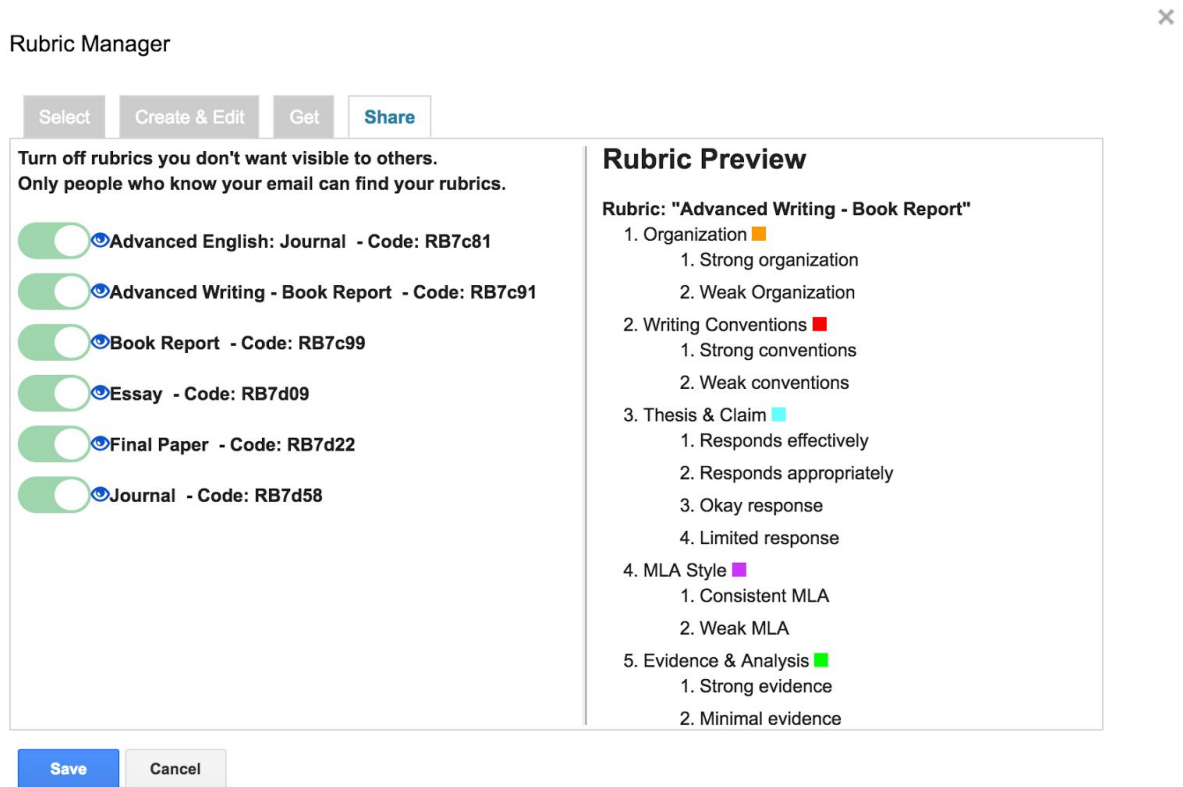 ×
Rubric Manager
Select Create & Edit Get Share
Turn off rubrics you don't want visible to others.
Only people who know your email can find your rubrics.
Advanced English: Journal - Code: RB7c81
Advanced Writing - Book Report - Code: RB7c91
Book Report - Code: RB7c99
Essay - Code: RB7d09
Final Paper - Code: RB7d22
Journal - Code: RB7d58
Rubric Preview
Rubric: "Advanced Writing - Book Report"
1. Organization
1. Strong organization
2. Weak Organization
2. Writing Conventions
1. Strong conventions
2. Weak conventions
3. Thesis & Claim
1. Responds effectively
2. Responds appropriately
3. Okay response
4. Limited response
4. MLA Style
1. Consistent MLA
2. Weak MLA
5. Evidence & Analysis
1. Strong evidence
2. Minimal evidence
Save Cancel